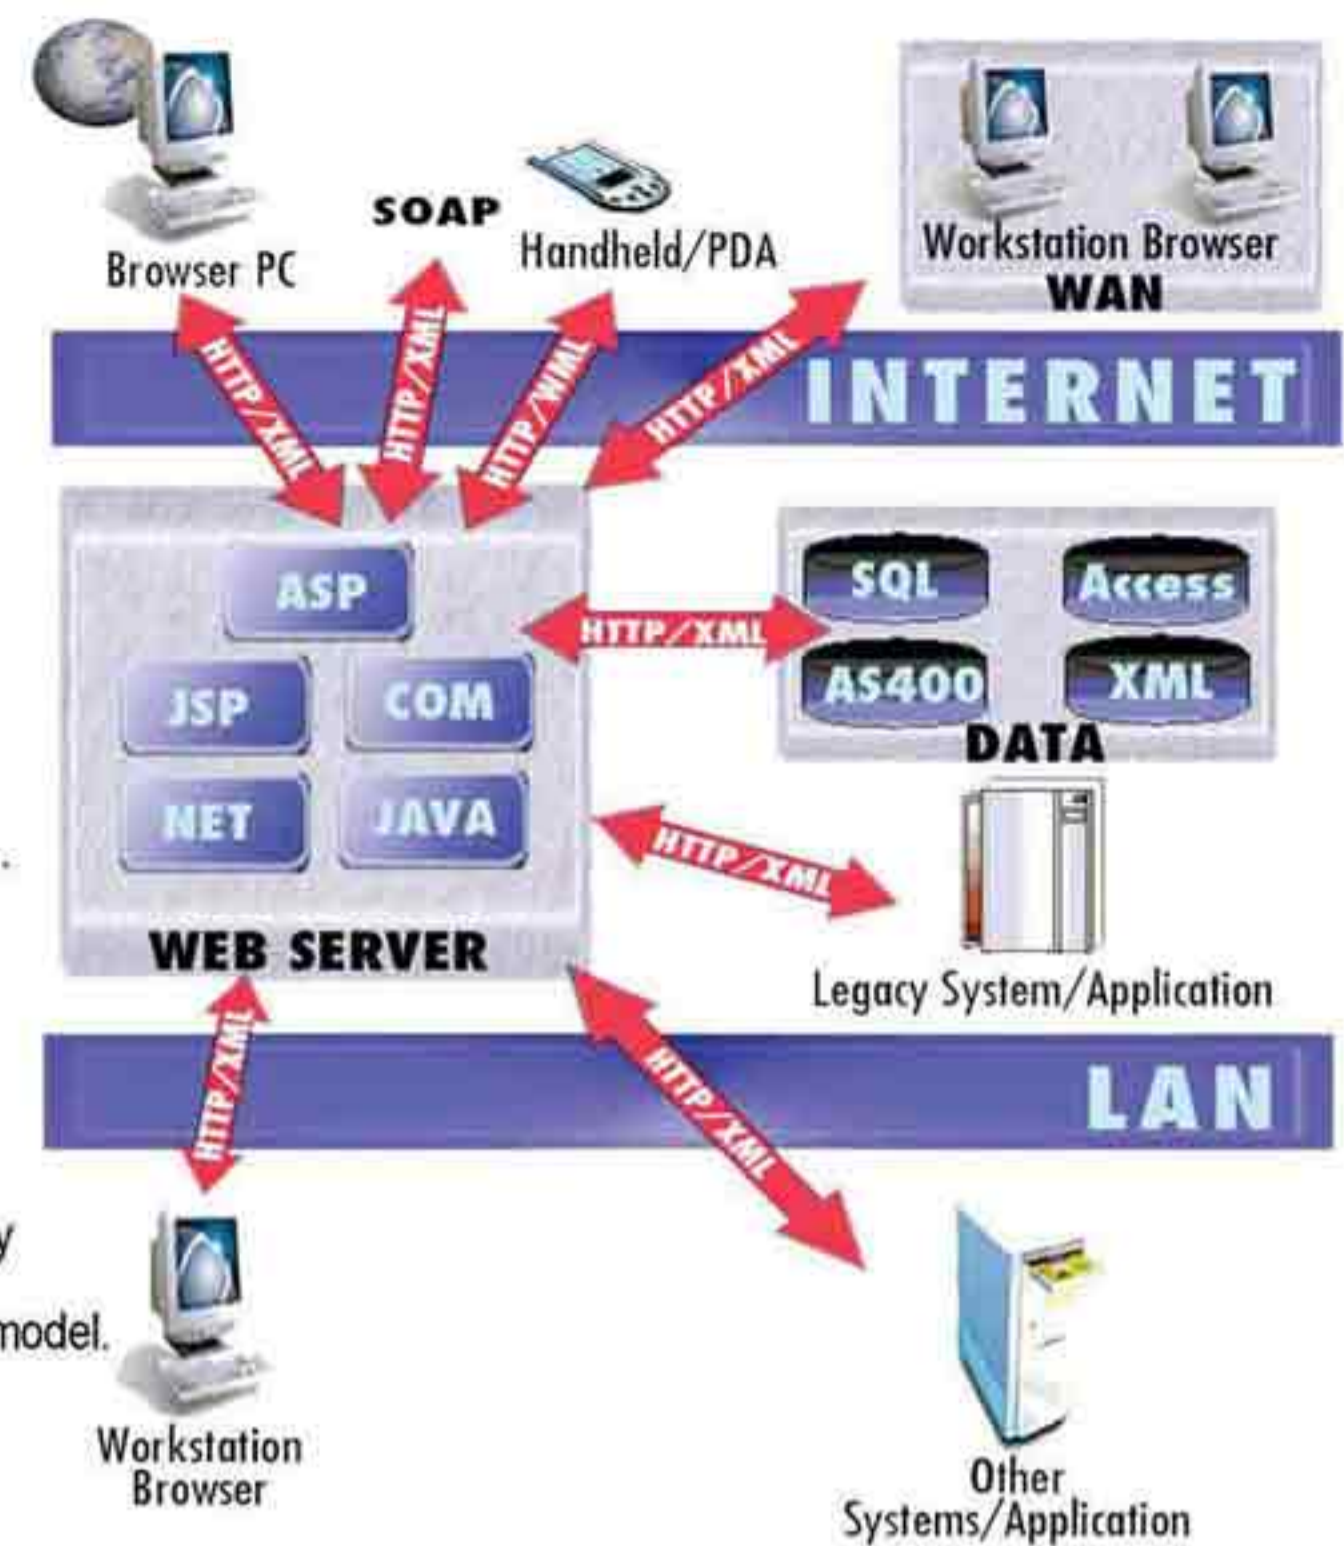 Browser PC
SOAP
Handheld/PDA
Workstation Browser
WAN
HTTP/XML
HTTP/XML
HTTP/WML
HTTP/XML
INTERNET
ASP
JSP
COM
NET
JAVA
WEB SERVER
HTTP/XML
SQL
Access
AS400
XML
DATA
HTTP/XML
Legacy System/Application
.
HTTP/XML
HTTP/XML
LAN
y
model.
Workstation
Browser
Other
Systems/Application